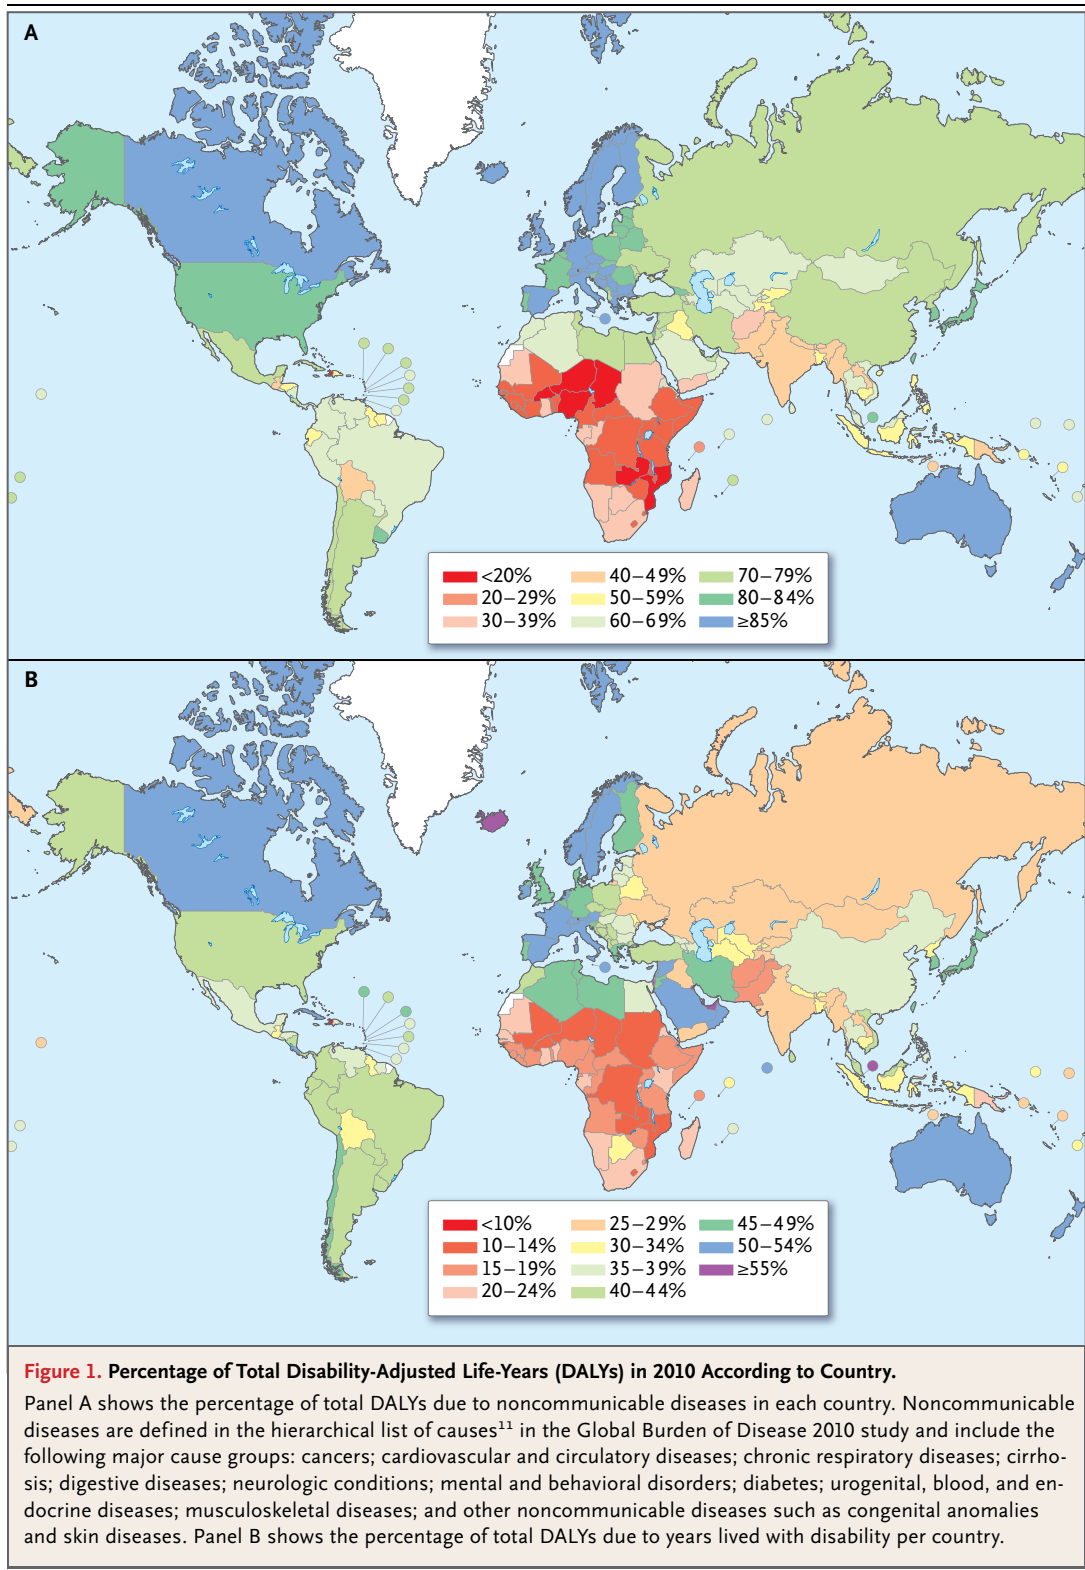 A
<20%
20–29%
30–39%
40–49%
50–59%
60–69%
70–79%
80–84%
≥85%
B
<10%
10–14%
15–19%
20–24%
25–29%
30–34%
35–39%
40–44%
45–49%
50–54%
≥55%
Figure 1. Percentage of Total Disability-Adjusted Life-Years (DALYs) in 2010 According to Country.
Panel A shows the percentage of total DALYs due to noncommunicable diseases in each country. Noncommunicable
diseases are defined in the hierarchical list of causes¹¹ in the Global Burden of Disease 2010 study and include the
following major cause groups: cancers; cardiovascular and circulatory diseases; chronic respiratory diseases; cirrho-
sis; digestive diseases; neurologic conditions; mental and behavioral disorders; diabetes; urogenital, blood, and en-
docrine diseases; musculoskeletal diseases; and other noncommunicable diseases such as congenital anomalies
and skin diseases. Panel B shows the percentage of total DALYs due to years lived with disability per country.